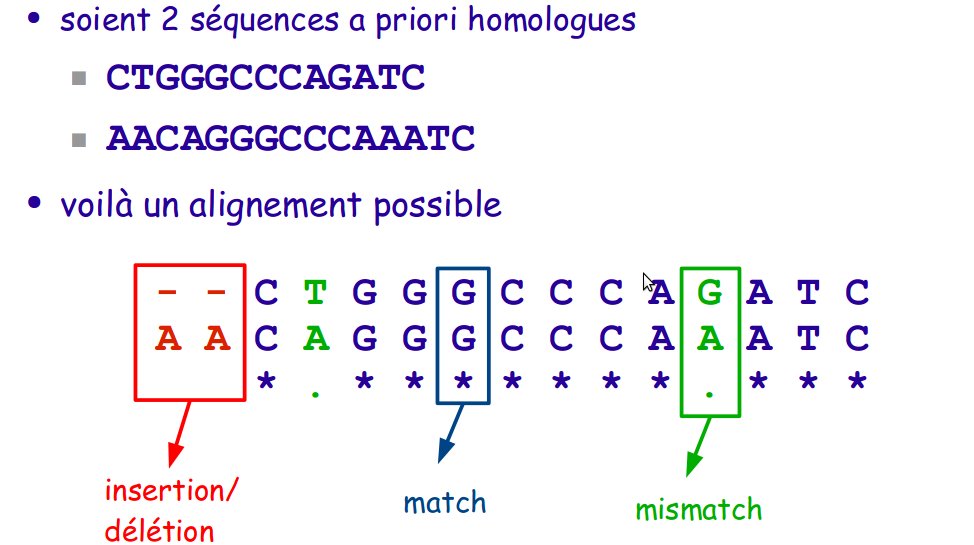 • soient 2 séquences a priori homologues
▪ CTGGGCCCAGATC
▪ AACAGGGCCCAAATC
• voilà un alignement possible
- - C T G G G C C C A G A T C
A A C A G G G C C C A A A T C
* . * * * * * * * . * * *
insertion/
délétion
match
mismatch